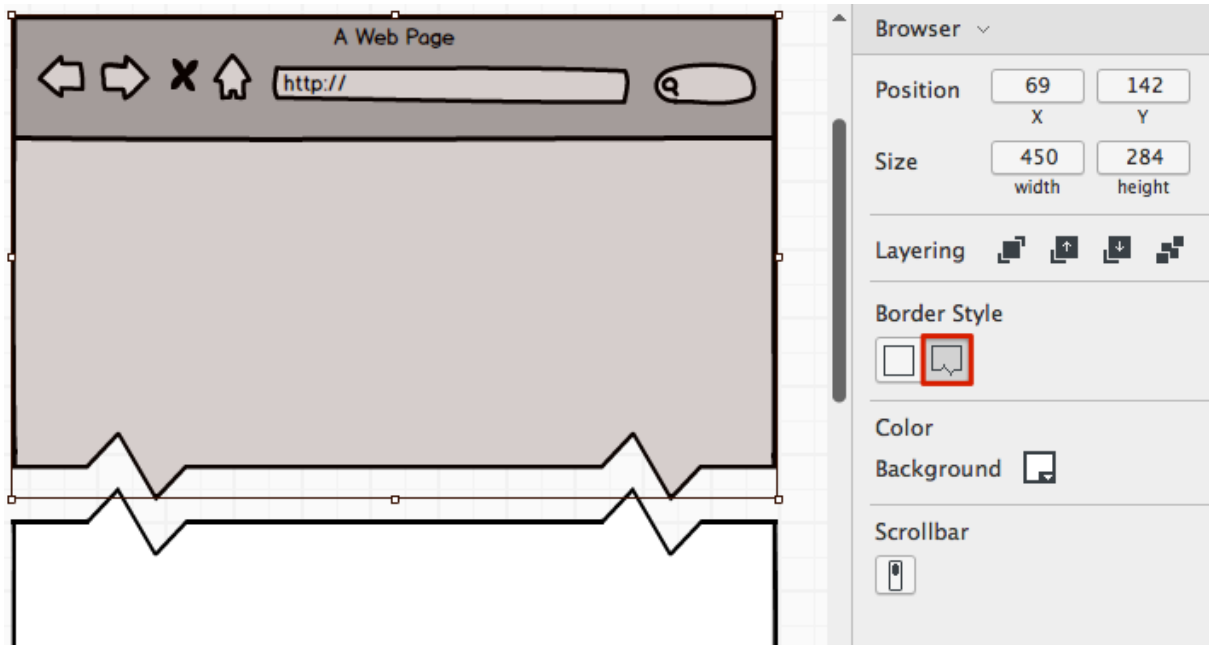 A Web Page
http://
Browser
Position 69 142
X Y
Size 450 284
width height
Layering
Border Style
Color
Background
Scrollbar